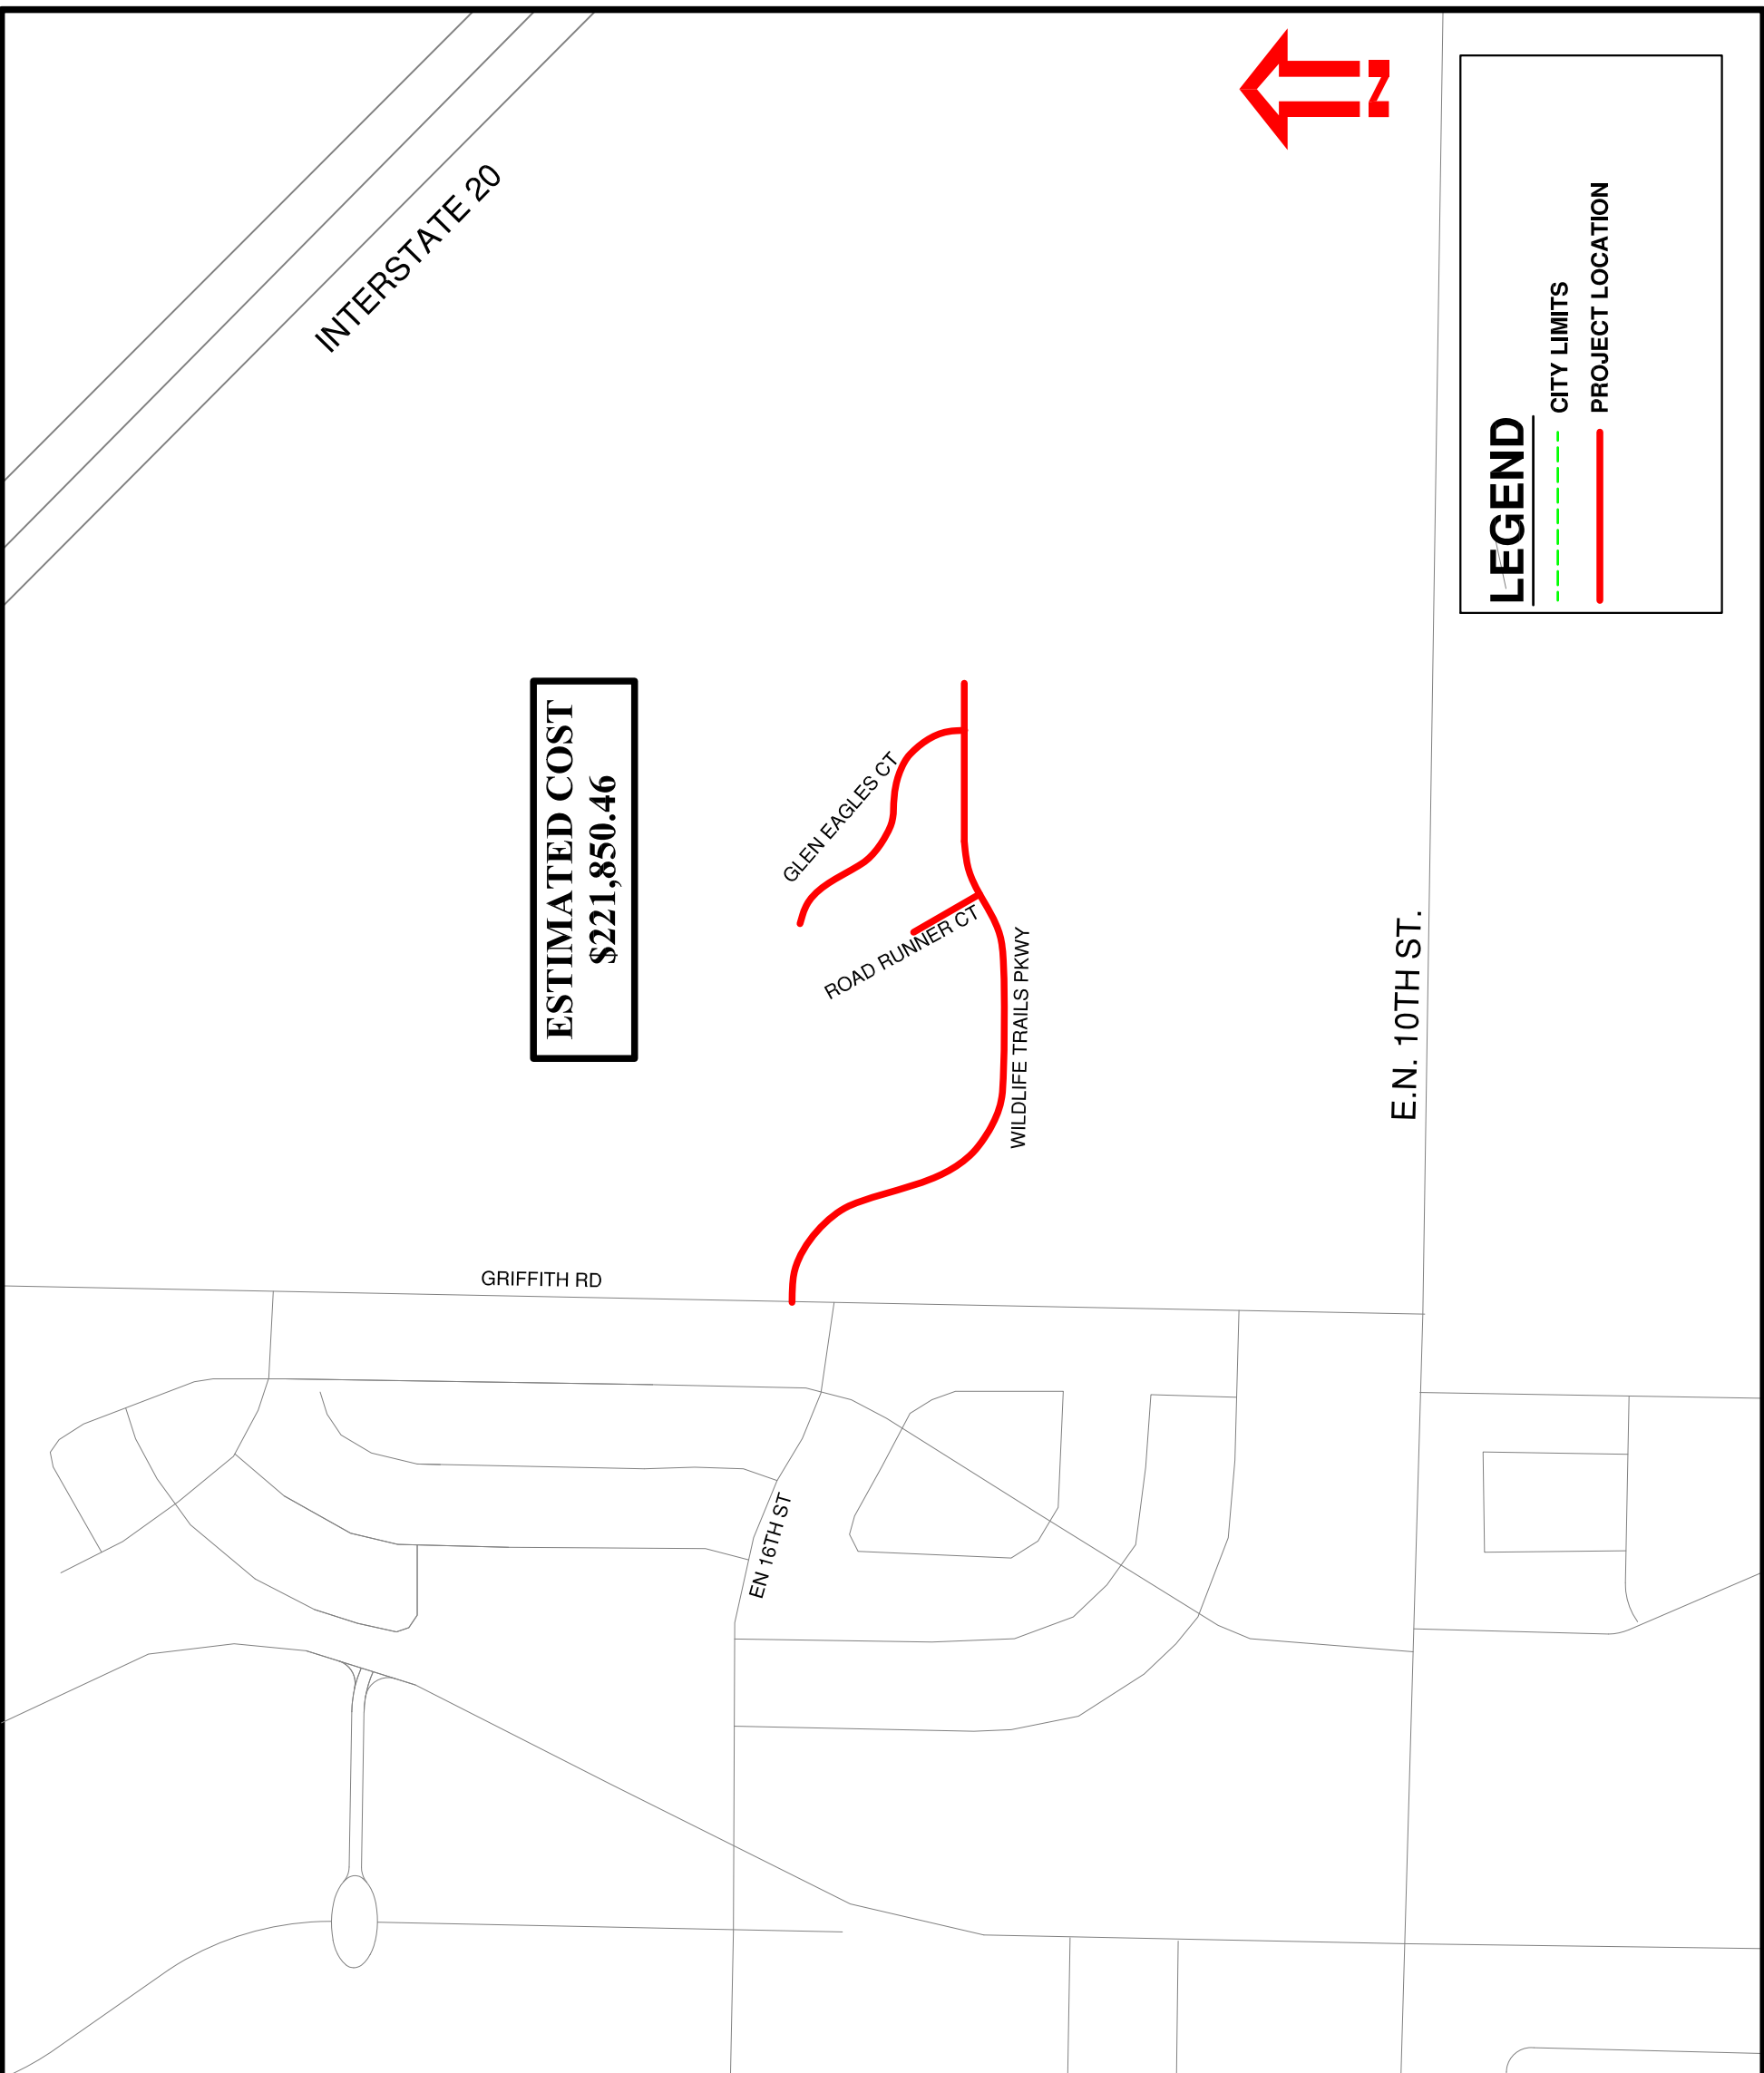 N
INTERSTATE 20
LEGEND
CITY LIMITS
PROJECT LOCATION
ESTIMATED COST
$221,850.46
GLEN EAGLES CT
ROAD RUNNER CT
WILDLIFE TRAILS PKWY
E.N. 10TH ST.
GRIFFITH RD
EN 16TH ST